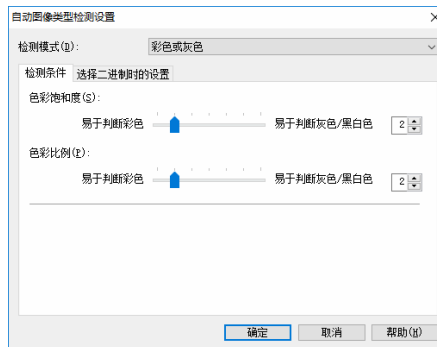 自动图像类型检测设置
检测模式(D): 彩色或灰色
检测条件 选择二进制时的设置
色彩饱和度(S):
易于判断彩色 易于判断灰色/黑白色 2
色彩比例(P):
易于判断彩色 易于判断灰色/黑白色 2
确定 取消 帮助(H)